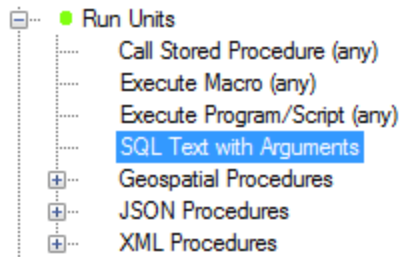 Run Units
Call Stored Procedure (any)
Execute Macro (any)
Execute Program/Script (any)
SQL Text with Arguments
Geospatial Procedures
JSON Procedures
XML Procedures